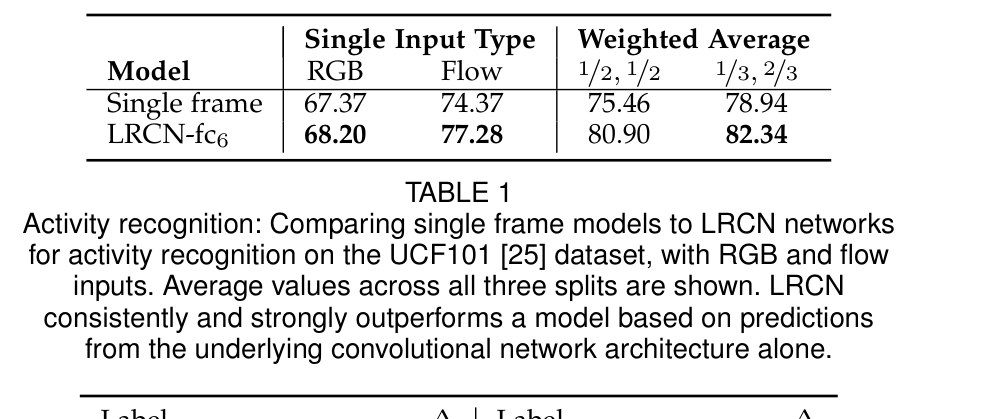 Single Input Type Weighted Average
Model RGB Flow 1/2, 1/2 1/3, 2/3
Single frame 67.37 74.37 75.46 78.94
LRCN-fc6 68.20 77.28 80.90 82.34
TABLE 1
Activity recognition: Comparing single frame models to LRCN networks
for activity recognition on the UCF101 [25] dataset, with RGB and flow
inputs. Average values across all three splits are shown. LRCN
consistently and strongly outperforms a model based on predictions
from the underlying convolutional network architecture alone.
Label Δ Label Δ